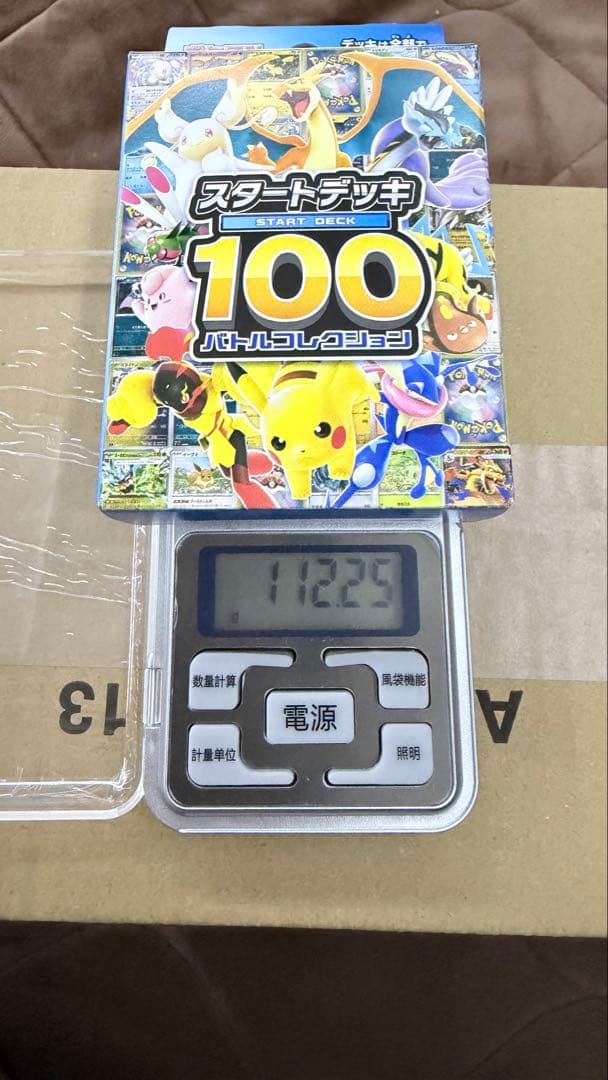 デッキは全部で
スタートデッキ
START DECK
100
バトルコレクション
112.25
g
数量計算
風袋機能
電源
計量单位
照明
13
A